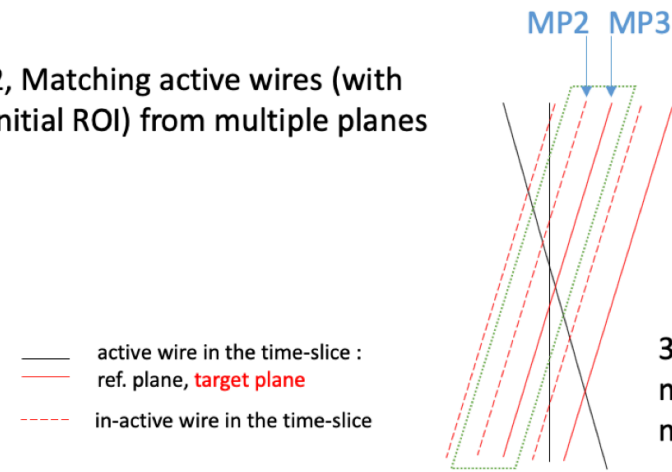 MP2 MP3
2, Matching active wires (with
nitial ROI) from multiple planes
active wire in the time-slice :
ref. plane, target plane
in-active wire in the time-slice
3